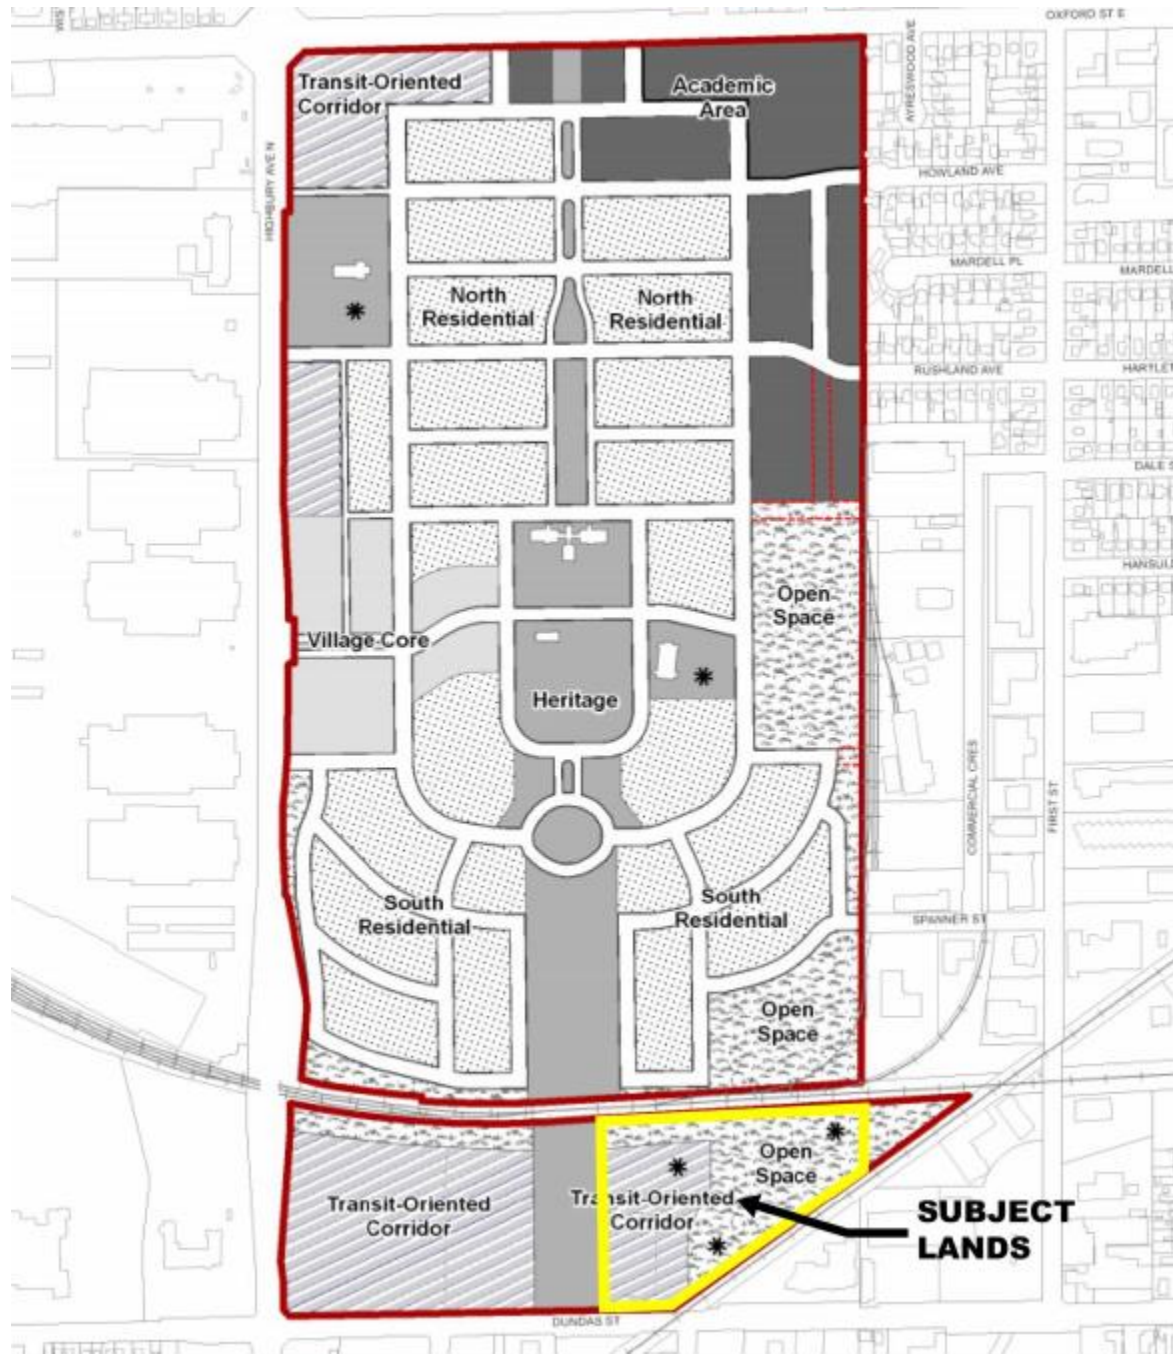 OXFORD ST E
WIS
AYRESWOOD AVE
Transit-Oriented
Corridor
Academic
Area
HIGHBURY AVE N
HOWLAND AVE
MARDELL PL
MARDELL
North
Residential
North
Residential
RUSHLAND AVE
HARTLET
DALE S
Open
Space
Village Core
Heritage
COMMERCIAL CRES
FIRST ST
South
Residential
South
Residential
SPANNER ST
Open
Space
Open
Space
Transit-Oriented
Corridor
Transit-Oriented
Corridor
SUBJECT
LANDS
DUNDAS ST